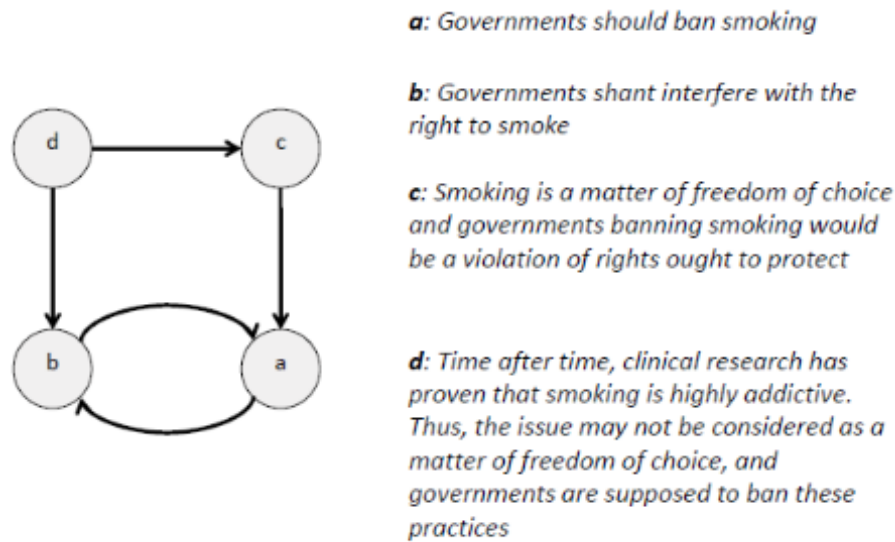 a: Governments should ban smoking
b: Governments shant interfere with the
right to smoke
d
c
c: Smoking is a matter of freedom of choice
and governments banning smoking would
be a violation of rights ought to protect
b
a
d: Time after time, clinical research has
proven that smoking is highly addictive.
Thus, the issue may not be considered as a
matter of freedom of choice, and
governments are supposed to ban these
practices